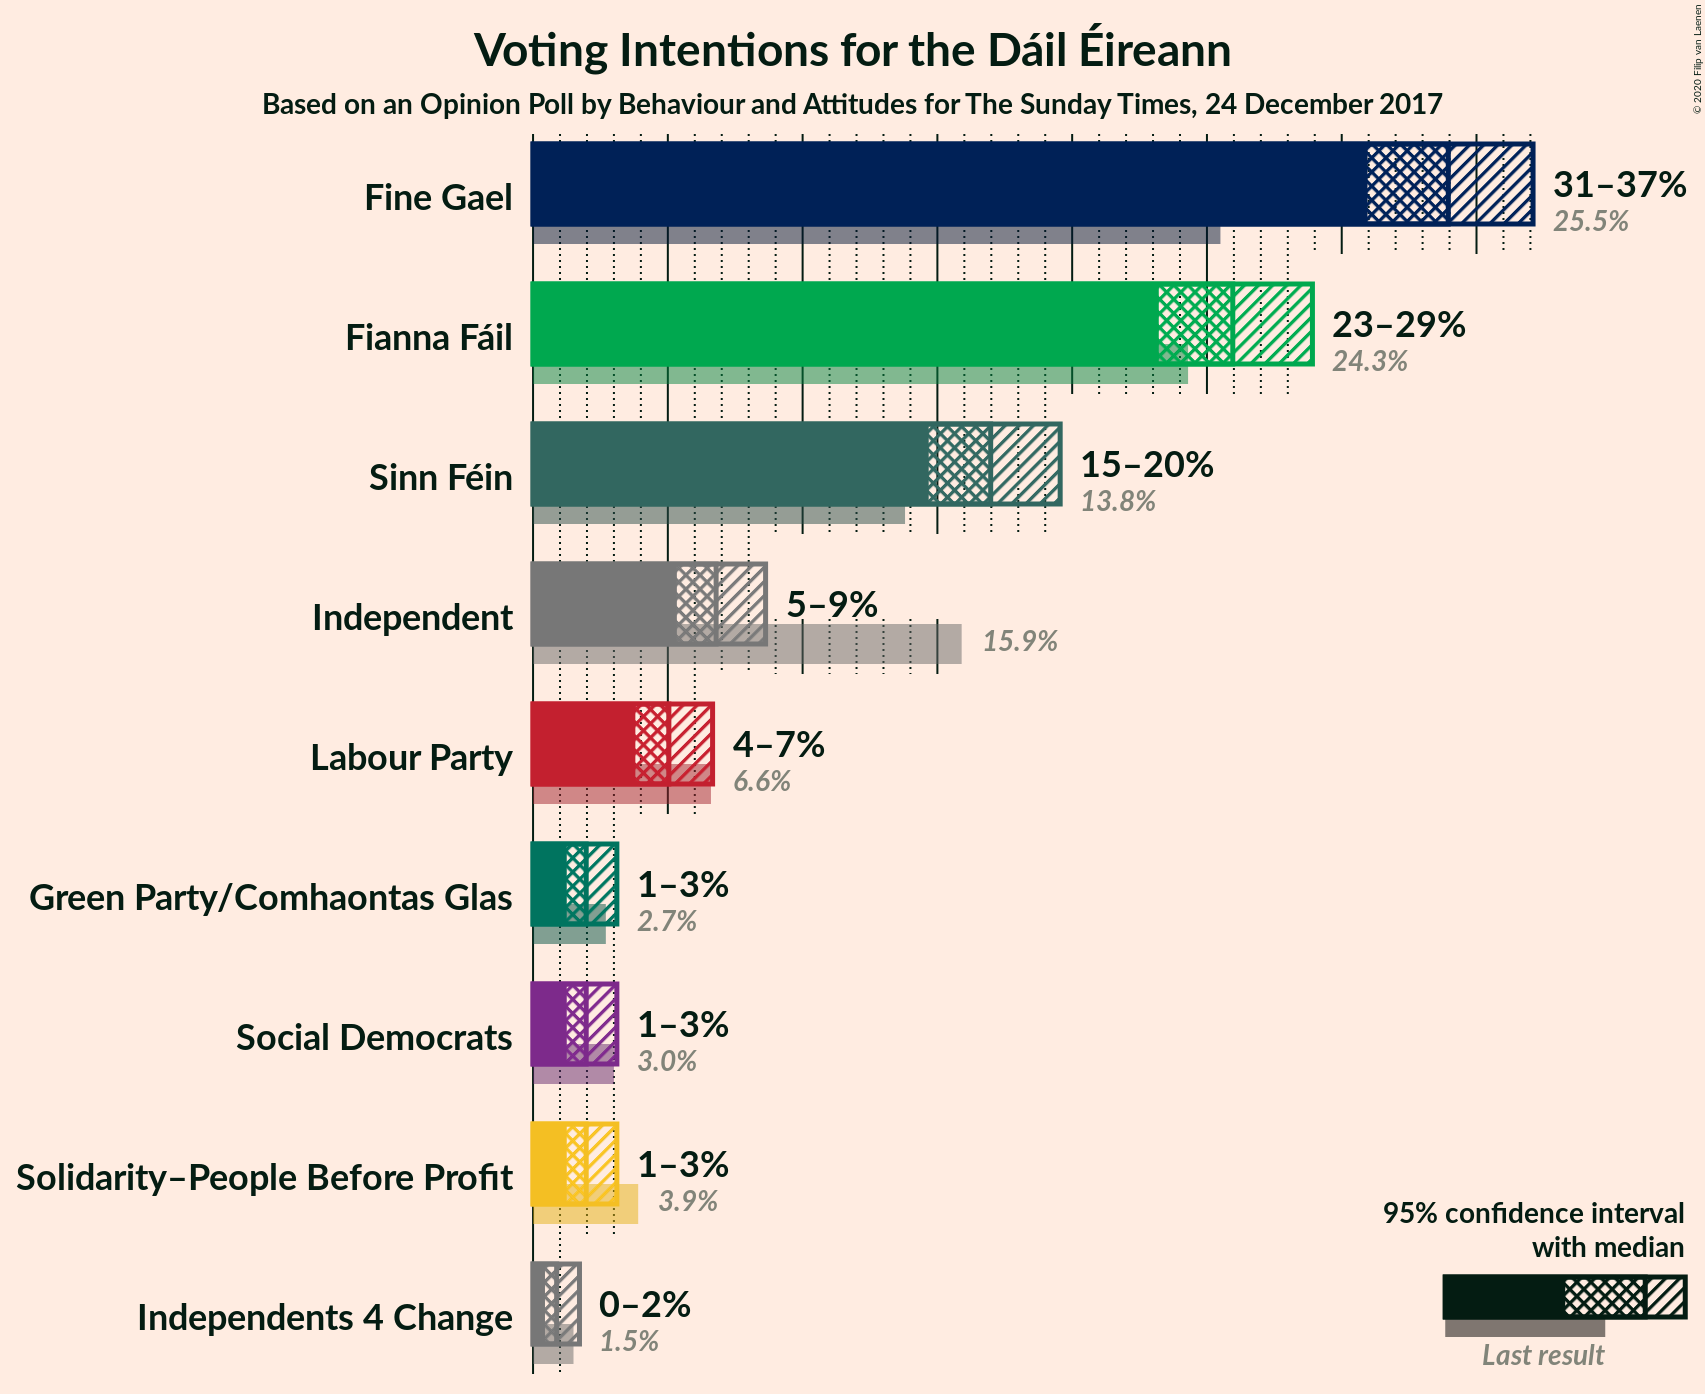 Voting Intentions for the Dáil Éireann
Based on an Opinion Poll by Behaviour and Attitudes for The Sunday Times, 24 December 2017
© 2020 Filip van Laenen
Fine Gael
31–37%
25.5%
Fianna Fáil
23–29%
24.3%
Sinn Féin
15–20%
13.8%
Independent
5–9%
15.9%
Labour Party
4–7%
6.6%
Green Party/Comhaontas Glas
1–3%
2.7%
Social Democrats
1–3%
3.0%
Solidarity–People Before Profit
1–3%
3.9%
Independents 4 Change
0–2%
1.5%
95% confidence interval
with median
Last result